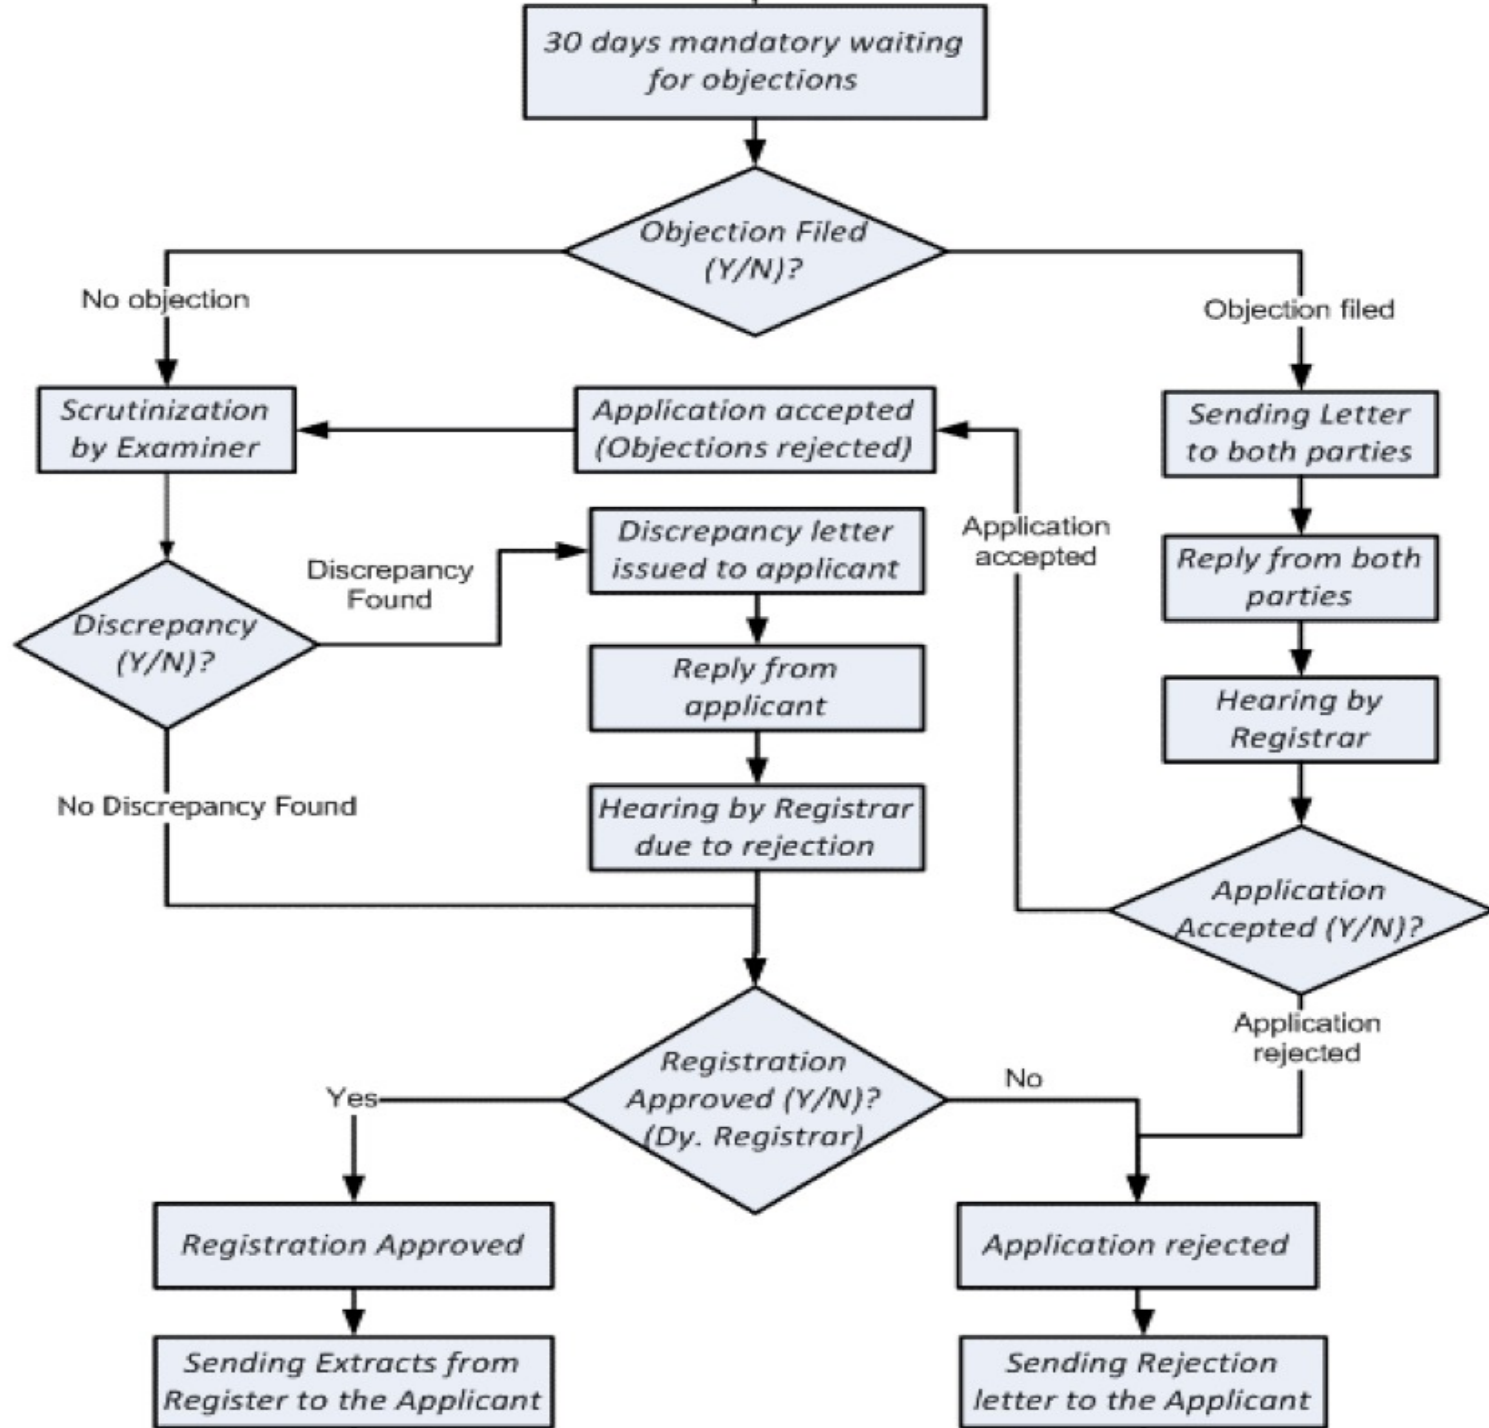 30 days mandatory waiting
for objections
Objection Filed
(Y/N)?
No objection
Objection filed
Scrutinization
by Examiner
Application accepted
(Objections rejected)
Sending Letter
to both parties
Discrepancy letter
issued to applicant
Application
accepted
Reply from both
parties
Discrepancy
Found
Discrepancy
(Y/N)?
Reply from
applicant
Hearing by
Registrar
No Discrepancy Found
Hearing by Registrar
due to rejection
Application
Accepted (Y/N)?
Application
rejected
Registration
Approved (Y/N)?
(Dy. Registrar)
Yes
No
Registration Approved
Application rejected
Sending Extracts from
Register to the Applicant
Sending Rejection
letter to the Applicant